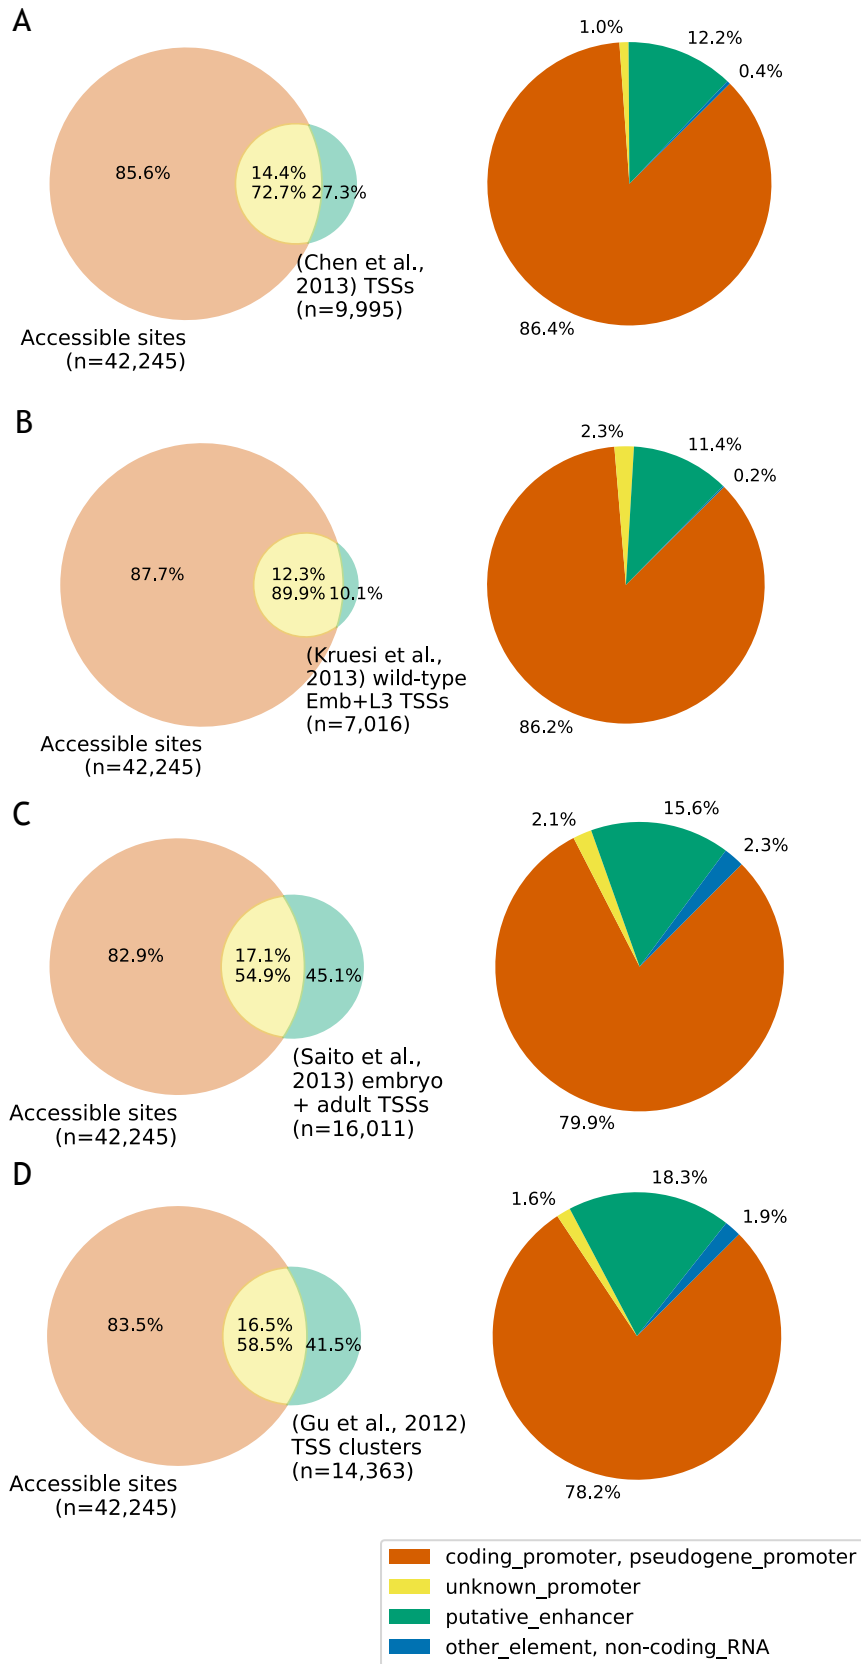 A
85.6%
14.4%
72.7%
27.3%
(Chen et al.,
2013) TSSs
(n=9,995)
Accessible sites
(n=42,245)
1.0%
12.2%
0.4%
86.4%
B
87.7%
12.3%
89.9%
10.1%
(Kruesi et al.,
2013) wild-type
Emb+L3 TSSs
(n=7,016)
Accessible sites
(n=42,245)
2.3%
11.4%
0.2%
86.2%
C
82.9%
17.1%
54.9%
45.1%
(Saito et al.,
2013) embryo
+ adult TSSs
(n=16,011)
Accessible sites
(n=42,245)
2.1%
15.6%
2.3%
79.9%
D
83.5%
16.5%
58.5%
41.5%
(Gu et al., 2012)
TSS clusters
(n=14,363)
Accessible sites
(n=42,245)
1.6%
18.3%
1.9%
78.2%
coding_promoter, pseudogene_promoter
unknown_promoter
putative_enhancer
other_element, non-coding_RNA